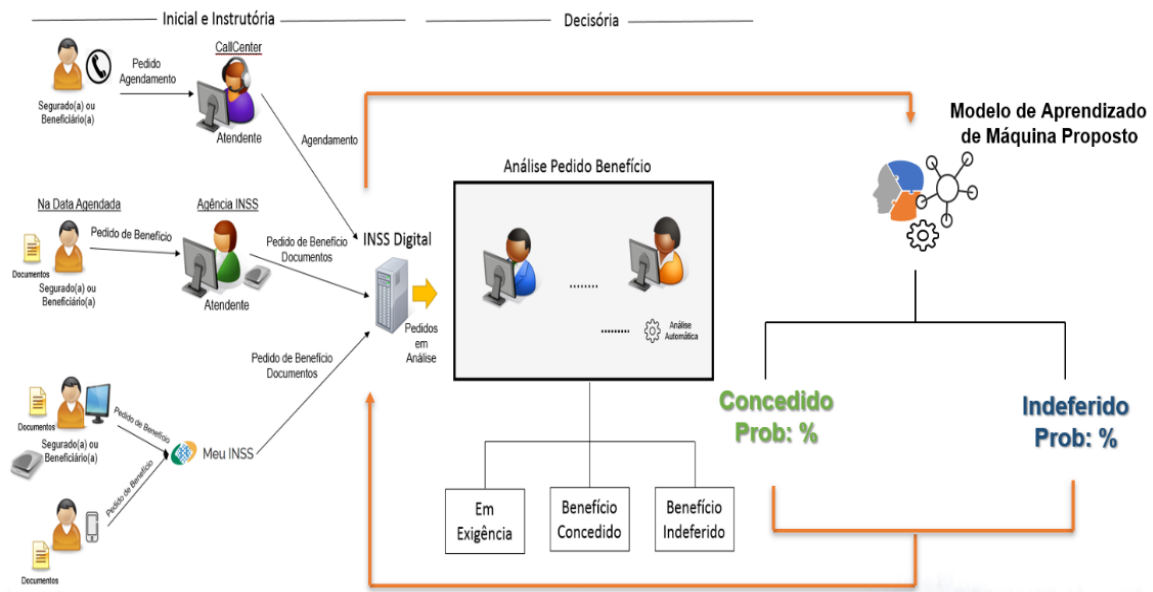 Inicial e Instrutória
Decisória
CallCenter
Pedido
Agendamento
Segurado(a) ou
Beneficiário(a)
Atendente
Agendamento
Modelo de Aprendizado
de Máquina Proposto
Análise Pedido Benefício
Na Data Agendada
Agência INSS
Pedido de Benefício
Pedido de Benefício
Documentos
INSS Digital
Documentos
Segurado(a) ou
Beneficiário(a)
Atendente
........
.........
Análise
Automática
Pedidos
em
Análise
Pedido de Benefício
Documentos
Concedido
Prob: %
Indeferido
Prob: %
Documentos
Pedido de Benefício
Segurado(a) ou
Beneficiário(a)
Meu INSS
Pedido de Benefício
Documentos
Em
Exigência
Benefício
Concedido
Benefício
Indeferido